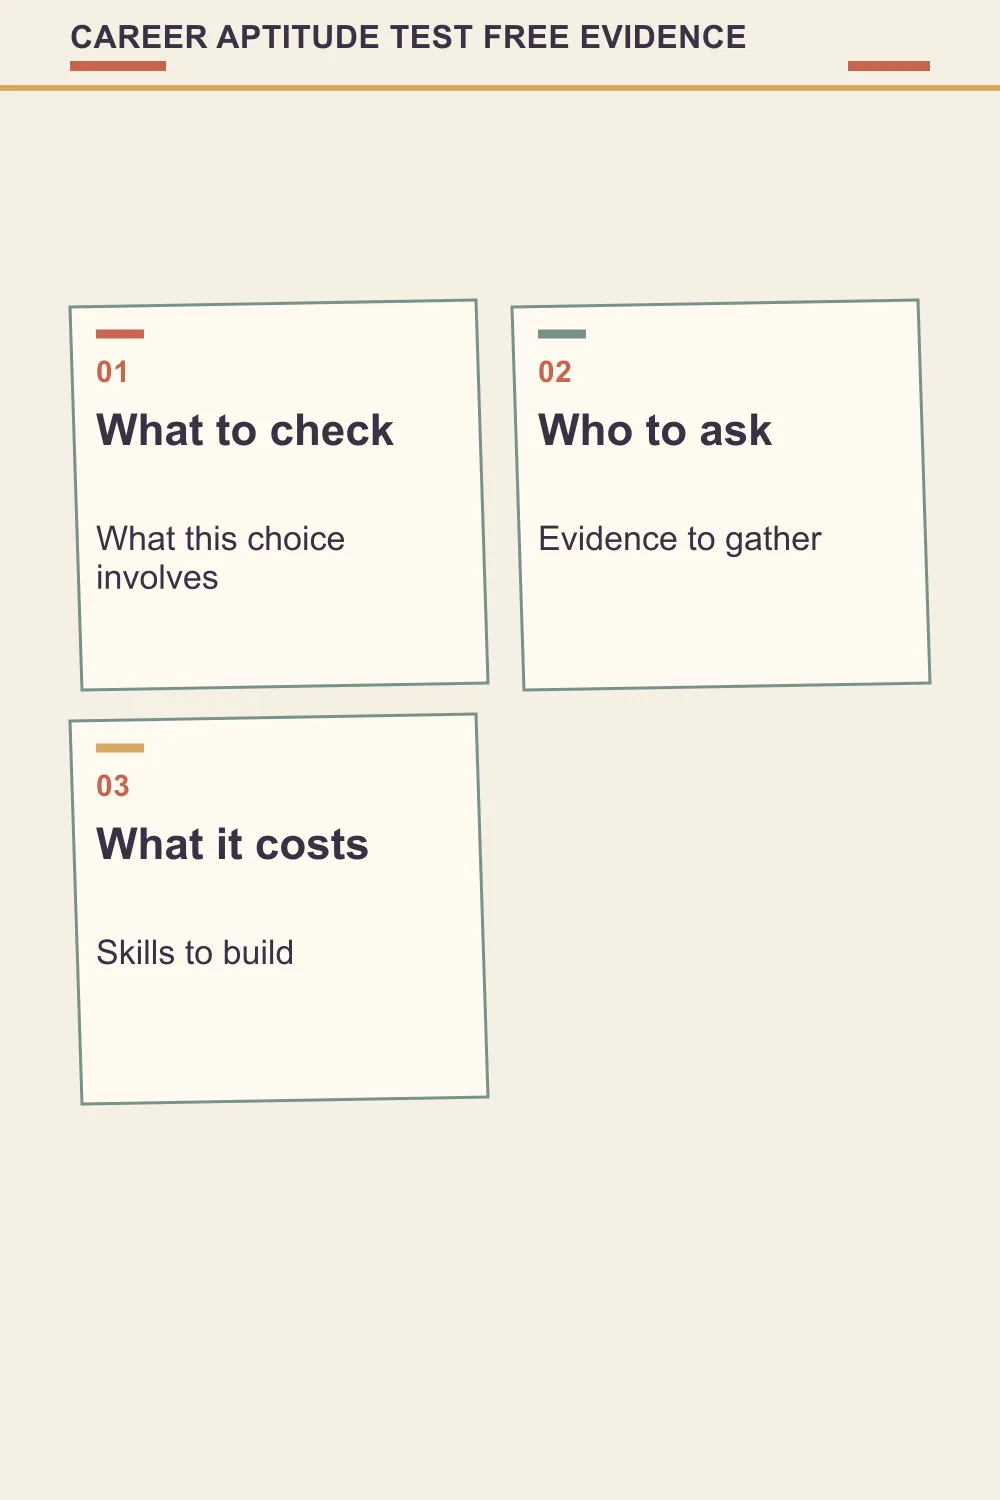 CAREER APTITUDE TEST FREE EVIDENCE
01
What to check
What this choice
involves
02
Who to ask
Evidence to gather
03
What it costs
Skills to build